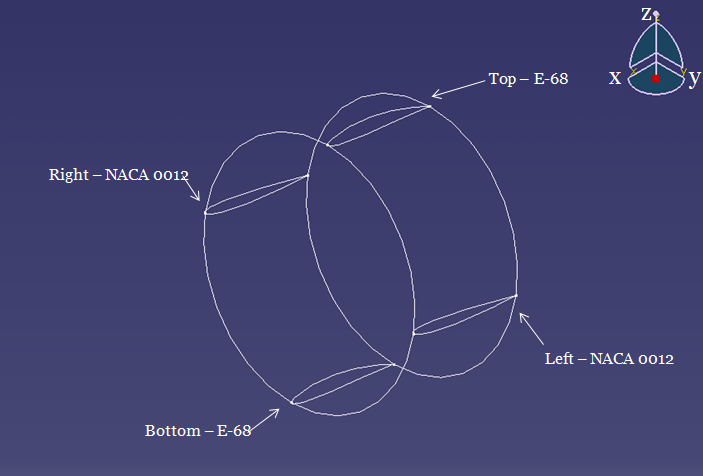 z
x
y
Top – E-68
Right – NACA 0012
Left – NACA 0012
Bottom – E-68